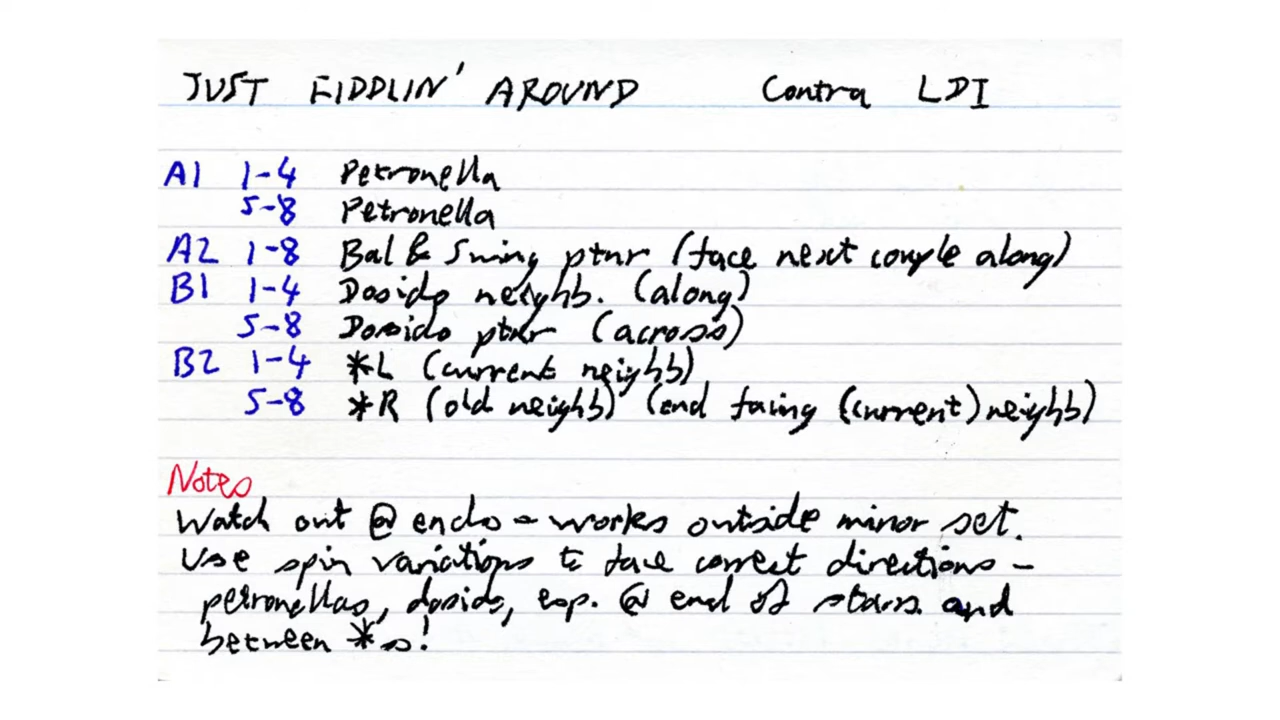 JUST FIDDLIN' AROUND Contra LDI
A1 1-4 Petronella
5-8 Petronella
A2 1-8 Bal & Swing ptnr (face next couple along)
B1 1-4 Dosido neighb. (along)
5-8 Dosido ptnr (across)
B2 1-4 *L (current neighb)
5-8 *R (old neighb) (end facing (current) neighb)
Notes
Watch out @ ends - works outside minor set.
Use spin variations to face correct directions -
petronellas, dosido, esp. @ end of stars and
between *s!